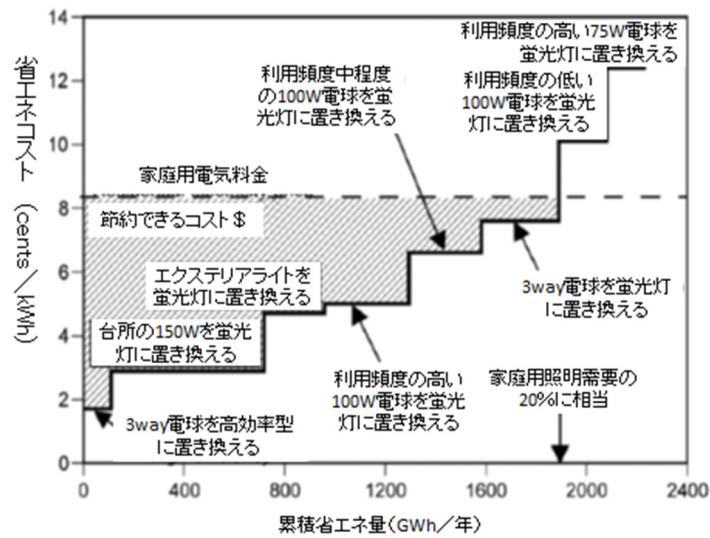 14
12
10
8
6
4
2
0
省エネコスト (cents/kWh)
利用頻度の高い75W電球を
蛍光灯に置き換える
利用頻度中程度
の100W電球を蛍
光灯に置き換える
利用頻度の低い
100W電球を蛍光
灯に置き換える
家庭用電気料金
節約できるコスト$
エクステリアライトを
蛍光灯に置き換える
3way電球を蛍光灯
に置き換える
台所の150Wを蛍光
灯に置き換える
利用頻度の高い
100W電球を蛍光
灯に置き換える
家庭用照明需要の
20%に相当
3way電球を高効率型
に置き換える
0 400 800 1200 1600 2000 2400
累積省エネ量(GWh/年)